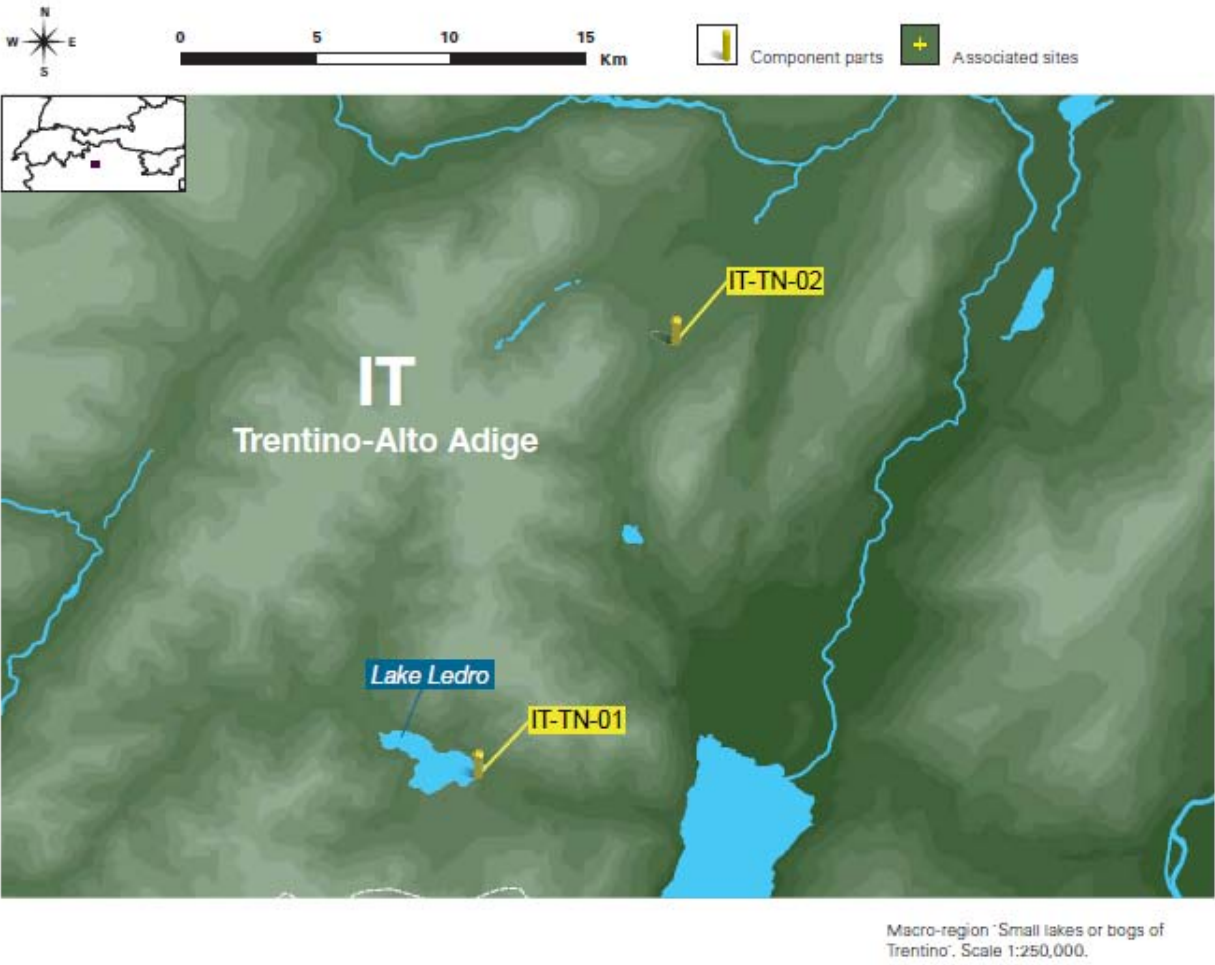 N
W E
S
0 5 10 15
Km
Component parts
Associated sites
IT-TN-02
IT
Trentino-Alto Adige
Lake Ledro
IT-TN-01
Macro-region "Small lakes or bogs of
Trentino". Scale 1:250,000.